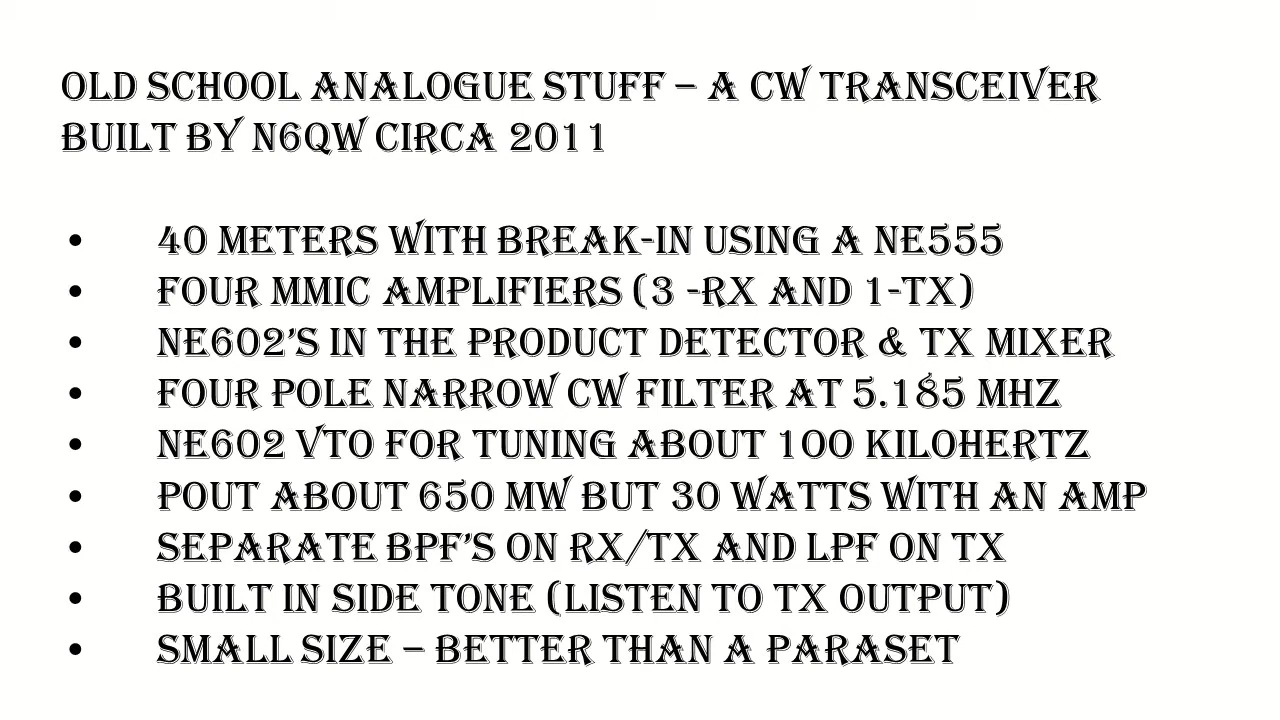 OLD SCHOOL ANALOGUE STUFF – A CW TRANSCEIVER
BUILT BY N6QW CIRCA 2011
• 40 METERS WITH BREAK-IN USING A NE555
• FOUR MMIC AMPLIFIERS (3 -RX AND 1-TX)
• NE602’S IN THE PRODUCT DETECTOR & TX MIXER
• FOUR POLE NARROW CW FILTER AT 5.185 MHZ
• NE602 VTO FOR TUNING ABOUT 100 KILOHERTZ
• POUT ABOUT 650 MW BUT 30 WATTS WITH AN AMP
• SEPARATE BPF’S ON RX/TX AND LPF ON TX
• BUILT IN SIDE TONE (LISTEN TO TX OUTPUT)
• SMALL SIZE – BETTER THAN A PARASET